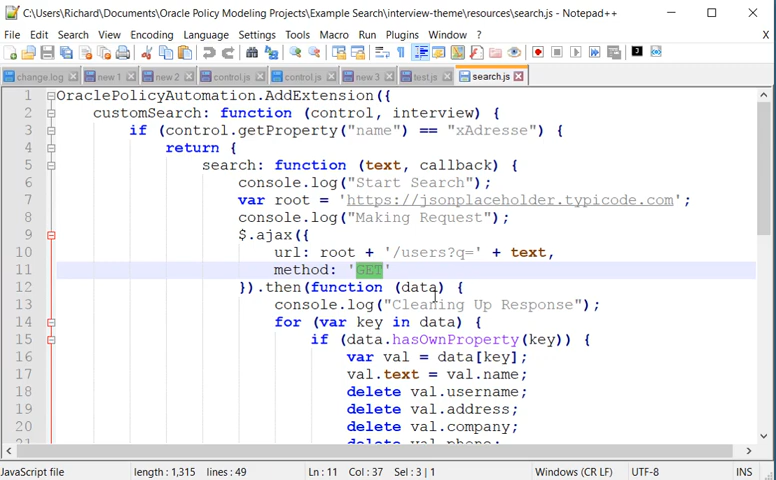 C:\Users\Richard\Documents\Oracle Policy Modeling Projects\Example Search\interview-theme\resources\search.js - Notepad++
File Edit Search View Encoding Language Settings Tools Macro Run Plugins Window ? X
change.log new 1 new 2 control.js control.js new 3 test.js search.js
1 OraclePolicyAutomation.AddExtension({
2 customSearch: function (control, interview) {
3 if (control.getProperty("name") == "xAdresse") {
4 return {
5 search: function (text, callback) {
6 console.log("Start Search");
7 var root = 'https://jsonplaceholder.typicode.com';
8 console.log("Making Request");
9 $.ajax({
10 url: root + '/users?q=' + text,
11 method: 'GET'
12 }).then(function (data) {
13 console.log("Cleaning Up Response");
14 for (var key in data) {
15 if (data.hasOwnProperty(key)) {
16 var val = data[key];
17 val.text = val.name;
18 delete val.username;
19 delete val.address;
20 delete val.company;
21 delete val.phone;
JavaScript file length : 1,315 lines : 49 Ln : 11 Col : 37 Sel : 3 | 1 Windows (CR LF) UTF-8 INS